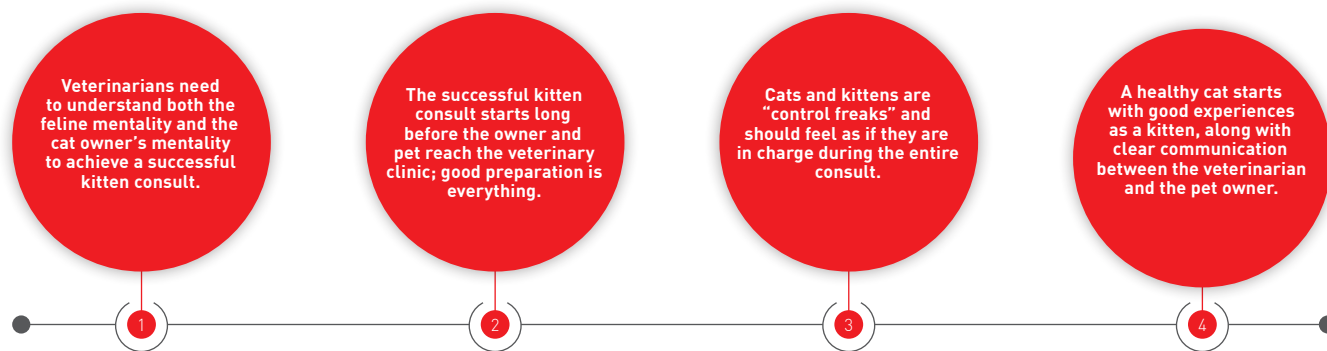 Veterinarians need
to understand both the
feline mentality and the
cat owner's mentality
to achieve a successful
kitten consult.
The successful kitten
consult starts long
before the owner and
pet reach the veterinary
clinic; good preparation is
everything.
Cats and kittens are
“control freaks” and
should feel as if they are
in charge during the entire
consult.
A healthy cat starts
with good experiences
as a kitten, along with
clear communication
between the veterinarian
and the pet owner.
1
2
3
4